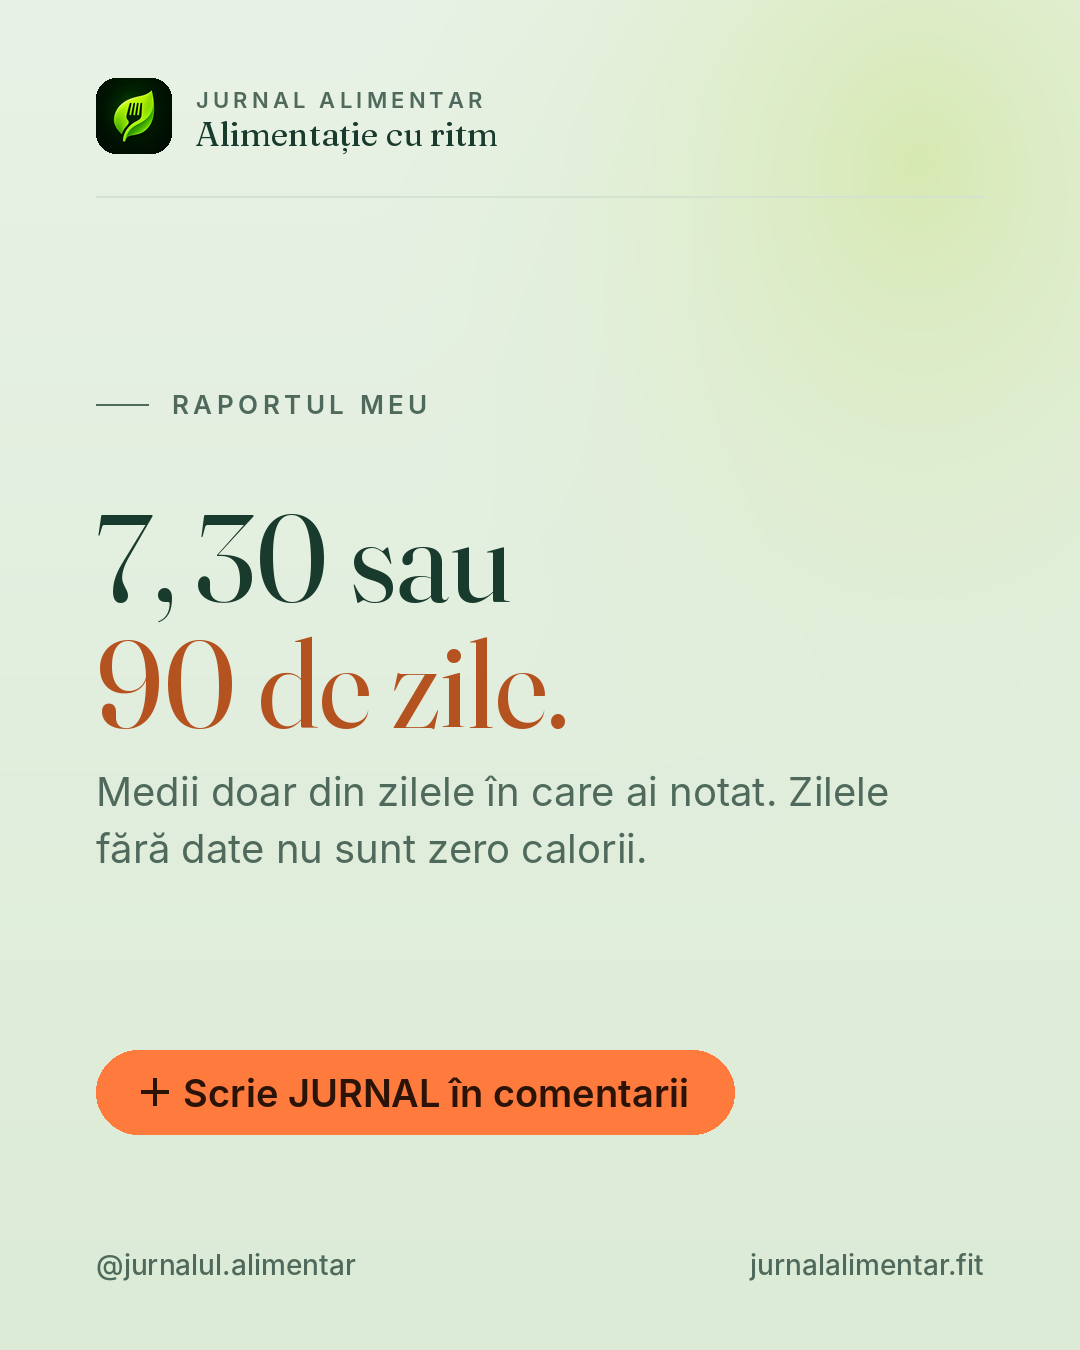 JURNAL ALIMENTAR
Alimentație cu ritm
RAPORTUL MEU
7, 30 sau
90 de zile.
Medii doar din zilele în care ai notat. Zilele
fără date nu sunt zero calorii.
+ Scrie JURNAL în comentarii
@jurnalul.alimentar
jurnalalimentar.fit